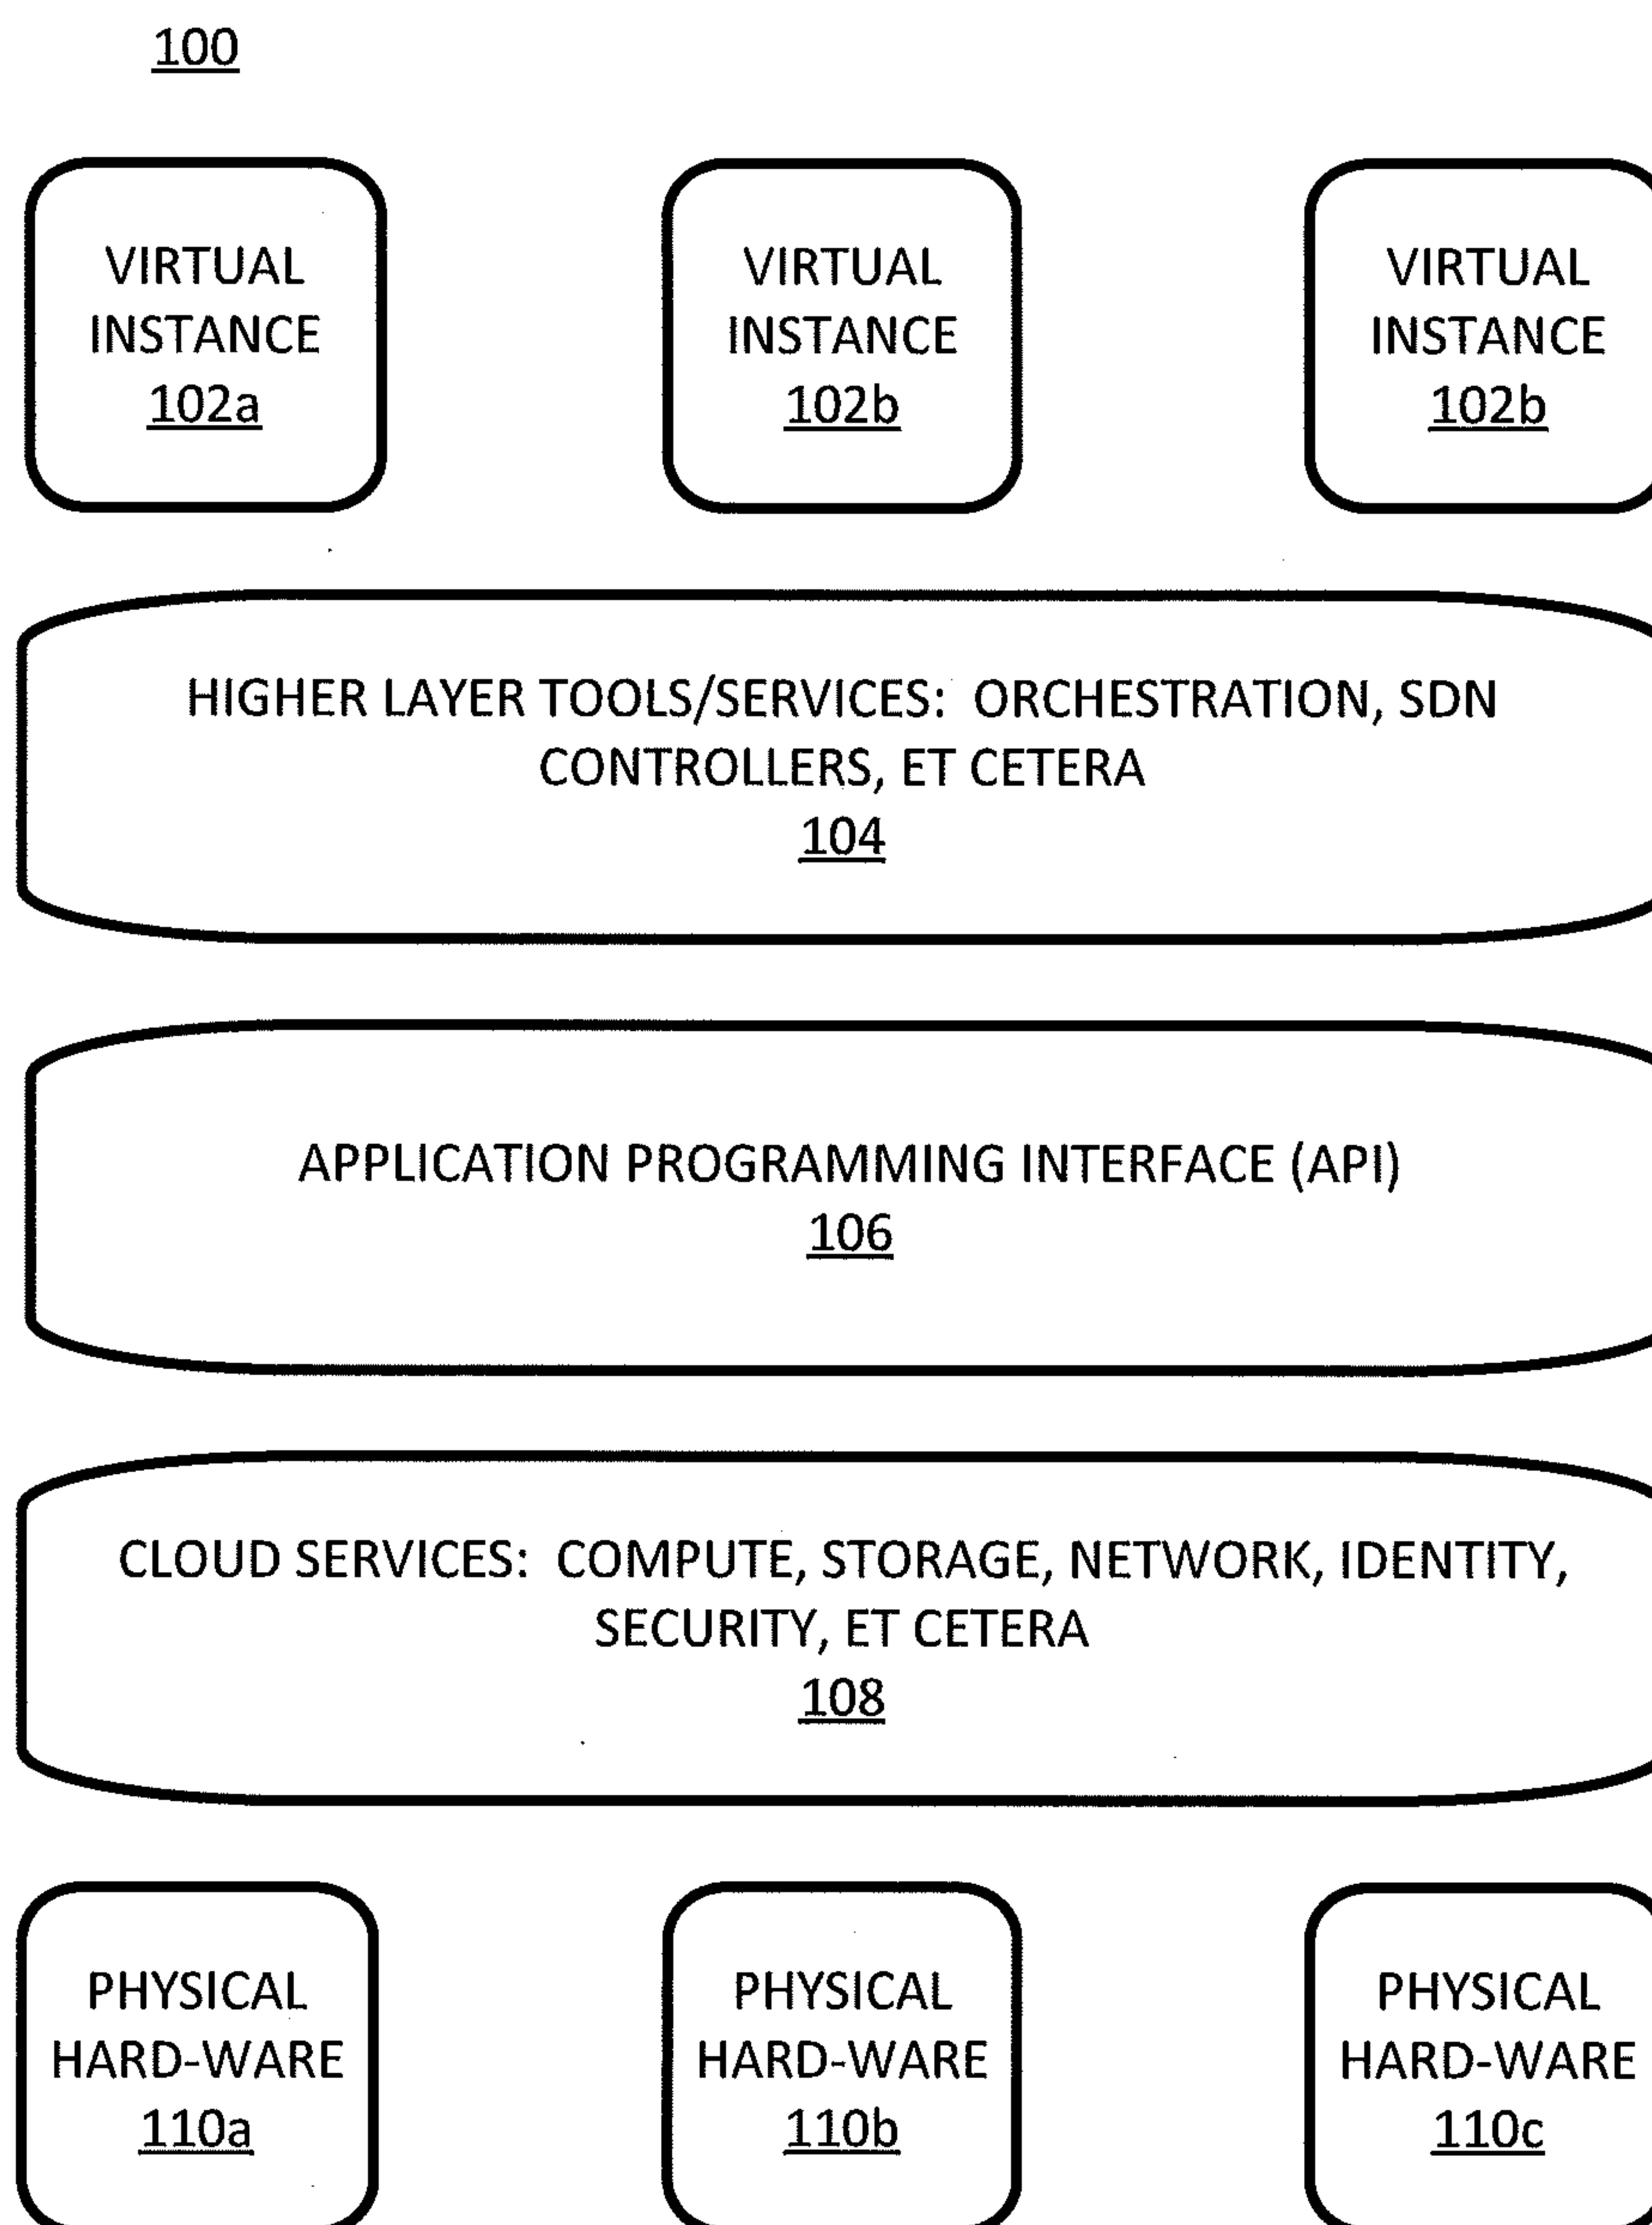 100
VIRTUAL
INSTANCE
102a
VIRTUAL
INSTANCE
102b
VIRTUAL
INSTANCE
102b
HIGHER LAYER TOOLS/SERVICES: ORCHESTRATION, SDN
CONTROLLERS, ET CETERA
104
APPLICATION PROGRAMMING INTERFACE (API)
106
CLOUD SERVICES: COMPUTE, STORAGE, NETWORK, IDENTITY,
SECURITY, ET CETERA
108
PHYSICAL
HARD-WARE
110a
PHYSICAL
HARD-WARE
110b
PHYSICAL
HARD-WARE
110c